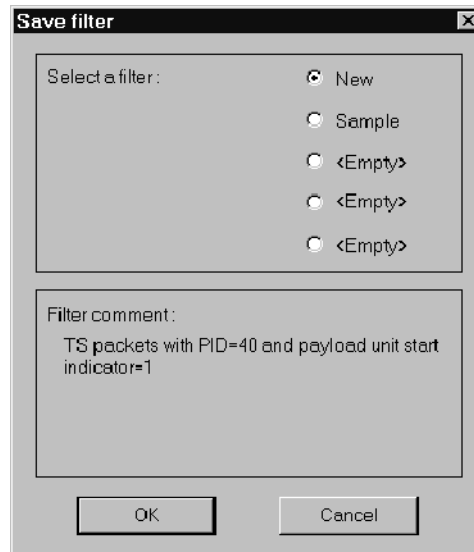 Save filter
Select a filter:
New
Sample
<Empty>
<Empty>
<Empty>
Filter comment:
TS packets with PID=40 and payload unit start
indicator=1
OK
Cancel